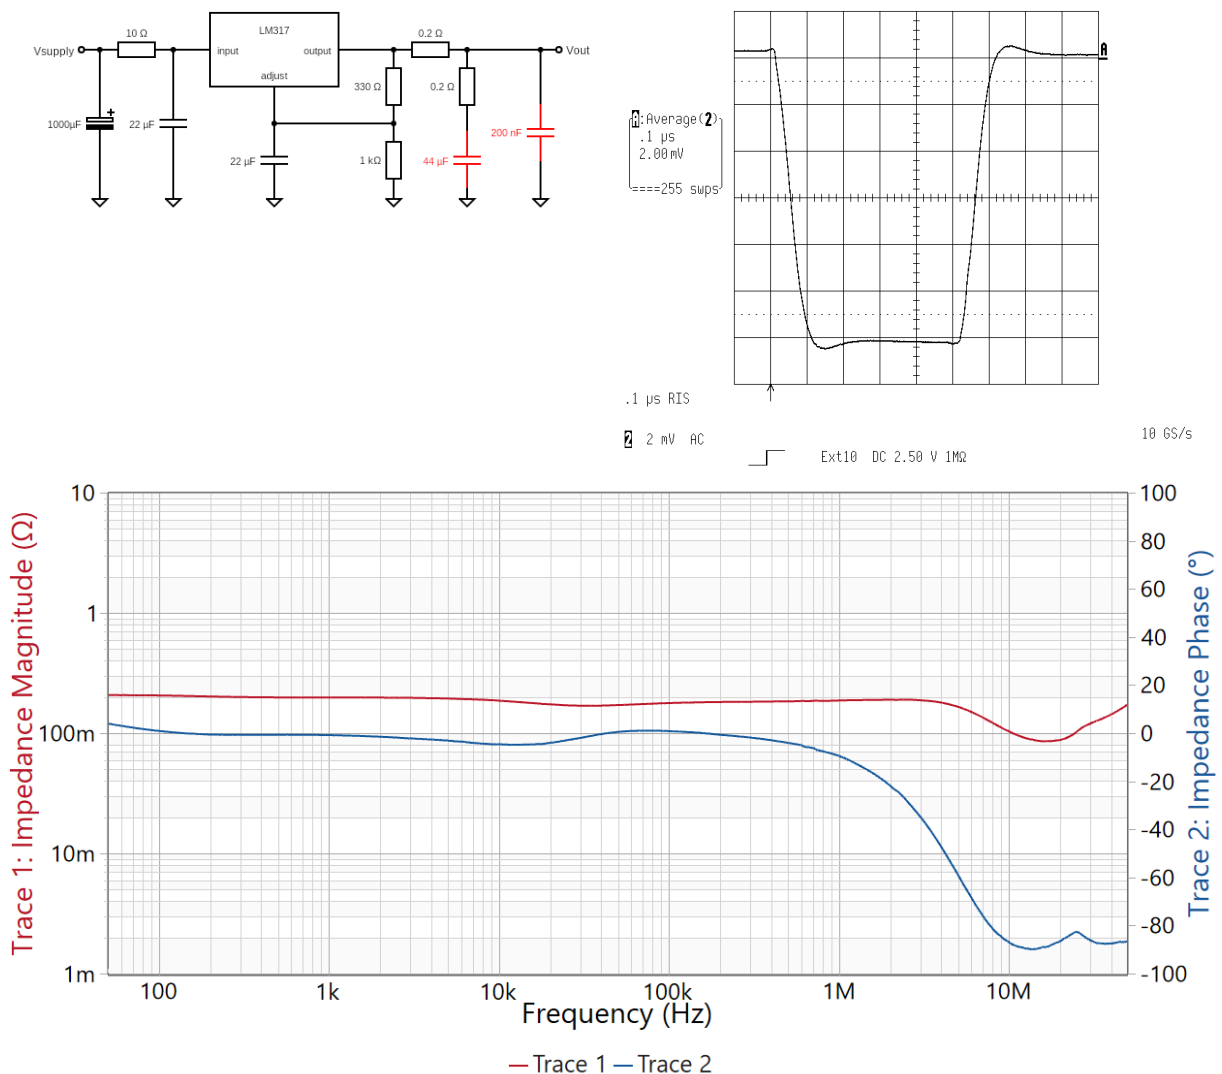 10 Ω
LM317
0.2 Ω
Vsupply
input
output
Vout
adjust
330 Ω
0.2 Ω
1000µF
+
22 µF
200 nF
22 µF
1 kΩ
44 µF
A
:Average(2)
.1 µs
2.00mV
====255 swps
.1 µs RIS
2 2 mV AC
10 GS/s
Ext10 DC 2.50 V 1MΩ
Trace 1: Impedance Magnitude (Ω)
10
1
100m
10m
1m
100
80
60
40
20
0
-20
-40
-60
-80
-100
Trace 2: Impedance Phase (°)
100
1k
10k
100k
1M
10M
Frequency (Hz)
Trace 1
Trace 2